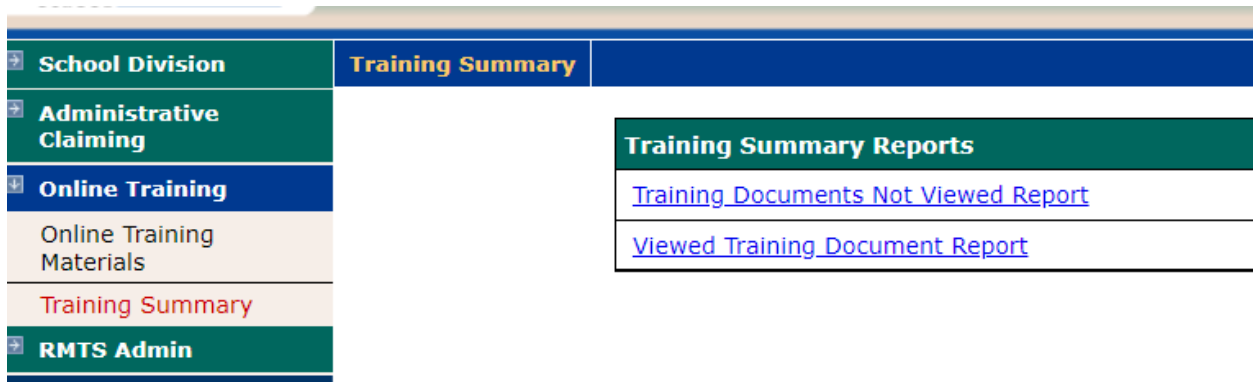 School Division
Administrative
Claiming
Online Training
Online Training
Materials
Training Summary
RMTS Admin
Training Summary
Training Summary Reports
Training Documents Not Viewed Report
Viewed Training Document Report